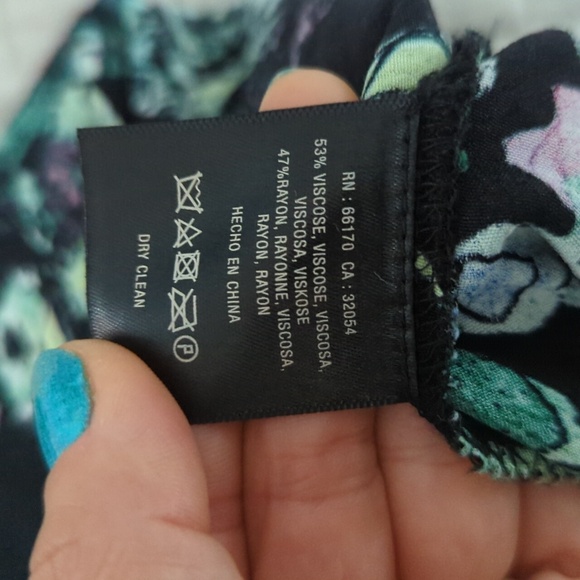 RN : 66170 CA : 32054
53% VISCOSE, VISCOSE, VISCOSA,
VISCOSA, VISKOSE
47%RAYON, RAYONNE, VISCOSA,
RAYON, RAYON
HECHO EN CHINA
P
DRY CLEAN